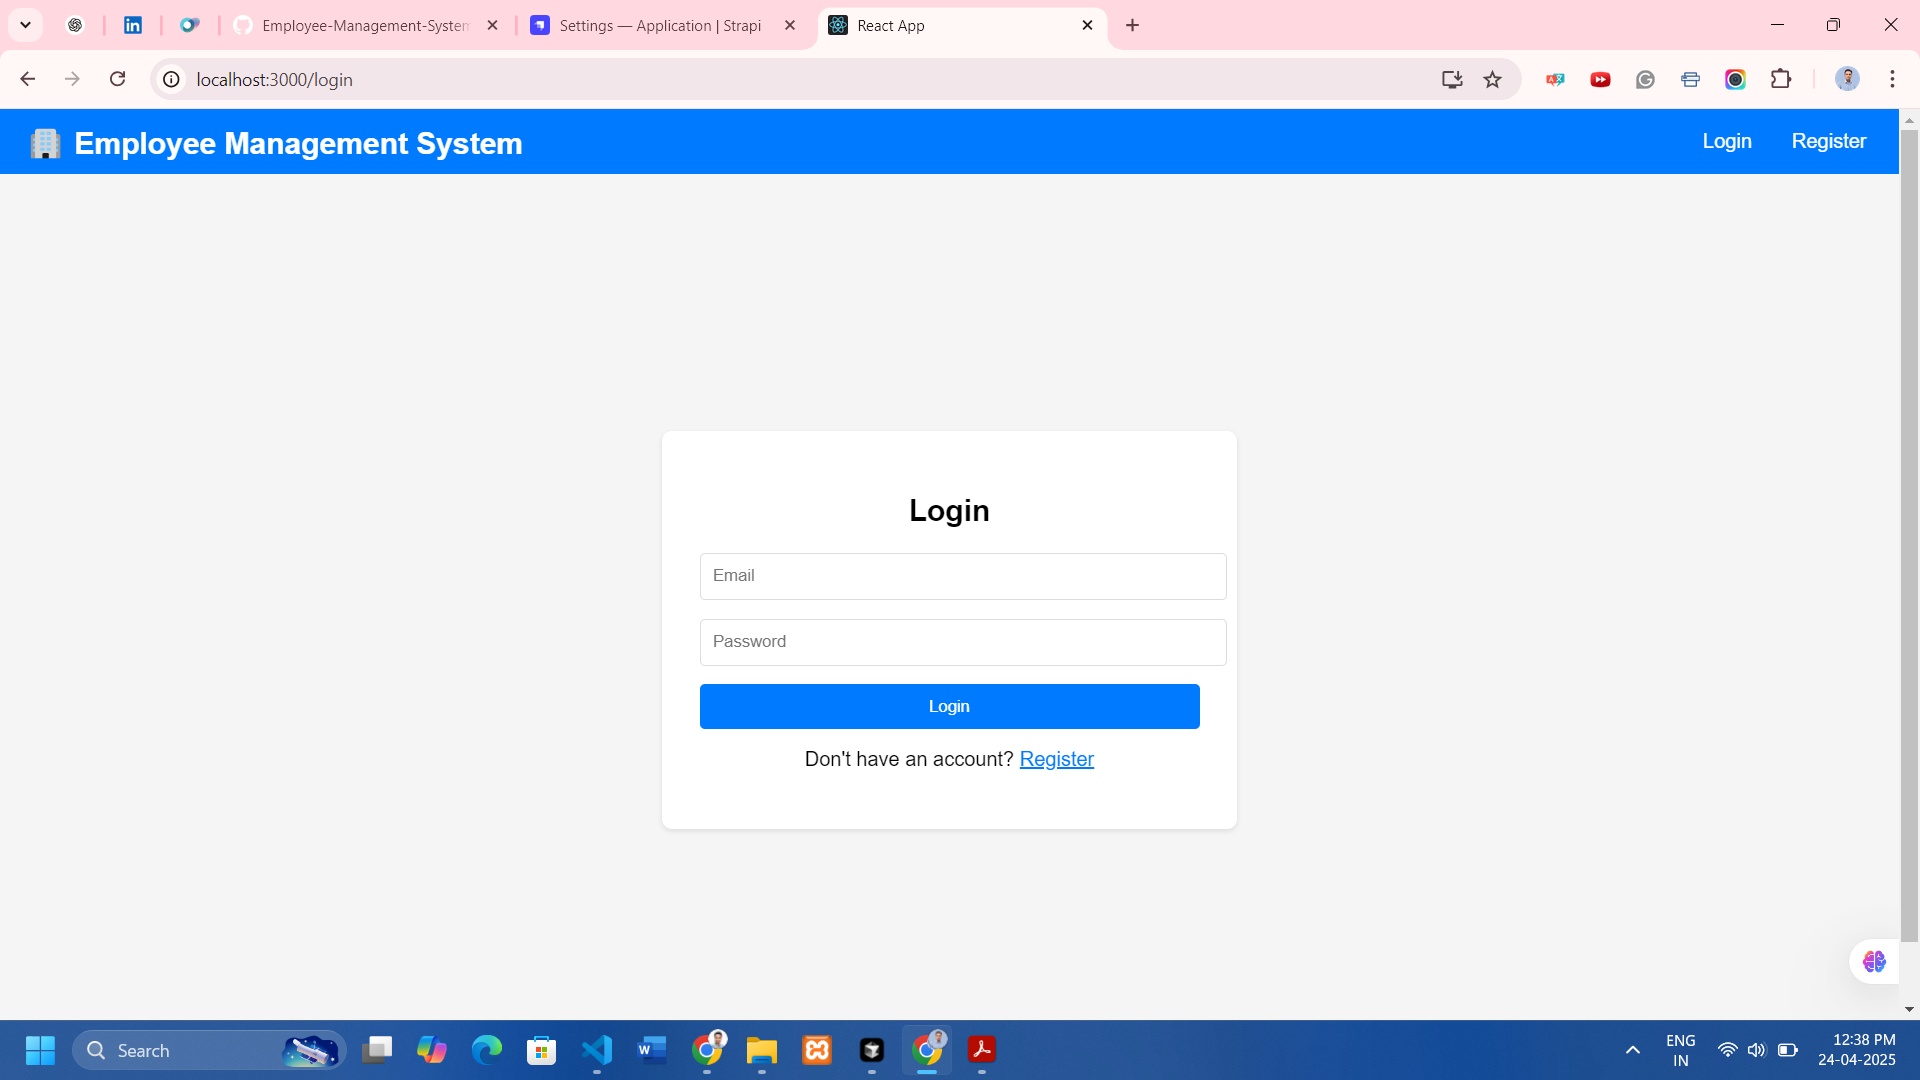 Employee-Management-System
Settings — Application | Strapi
React App
localhost:3000/login
Employee Management System
Login
Register
Login
Email
Password
Login
Don't have an account? Register
Search
ENG
IN
12:38 PM
24-04-2025